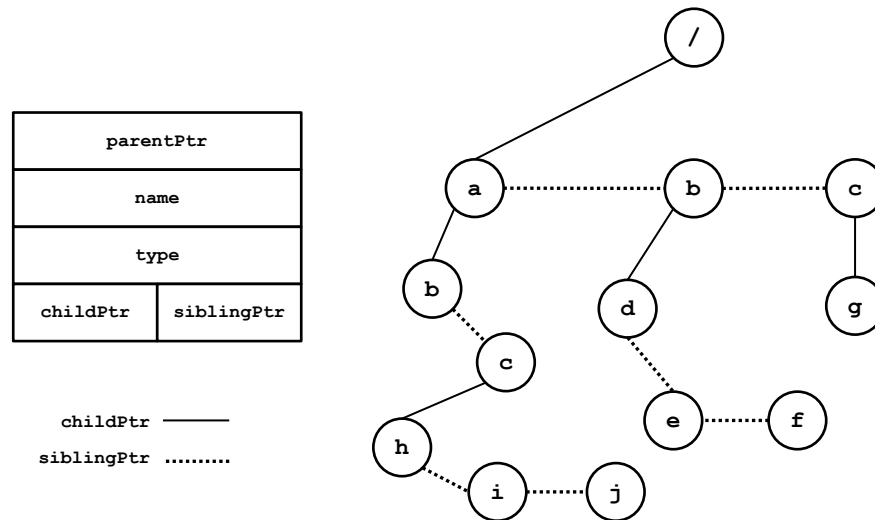 parentPtr
name
type
childPtr siblingPtr
childPtr
siblingPtr
/
a b c
b
d g
c
e f
h
i j